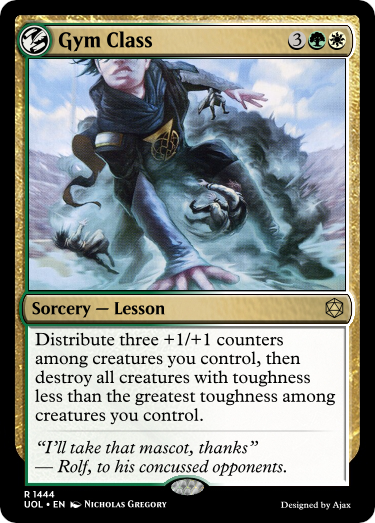 Gym Class 3
Sorcery — Lesson
Distribute three +1/+1 counters
among creatures you control, then
destroy all creatures with toughness
less than the greatest toughness among
creatures you control.
“I’ll take that mascot, thanks”
— Rolf, to his concussed opponents.
R 1444
UOL • EN Nicholas Gregory Designed by Ajax